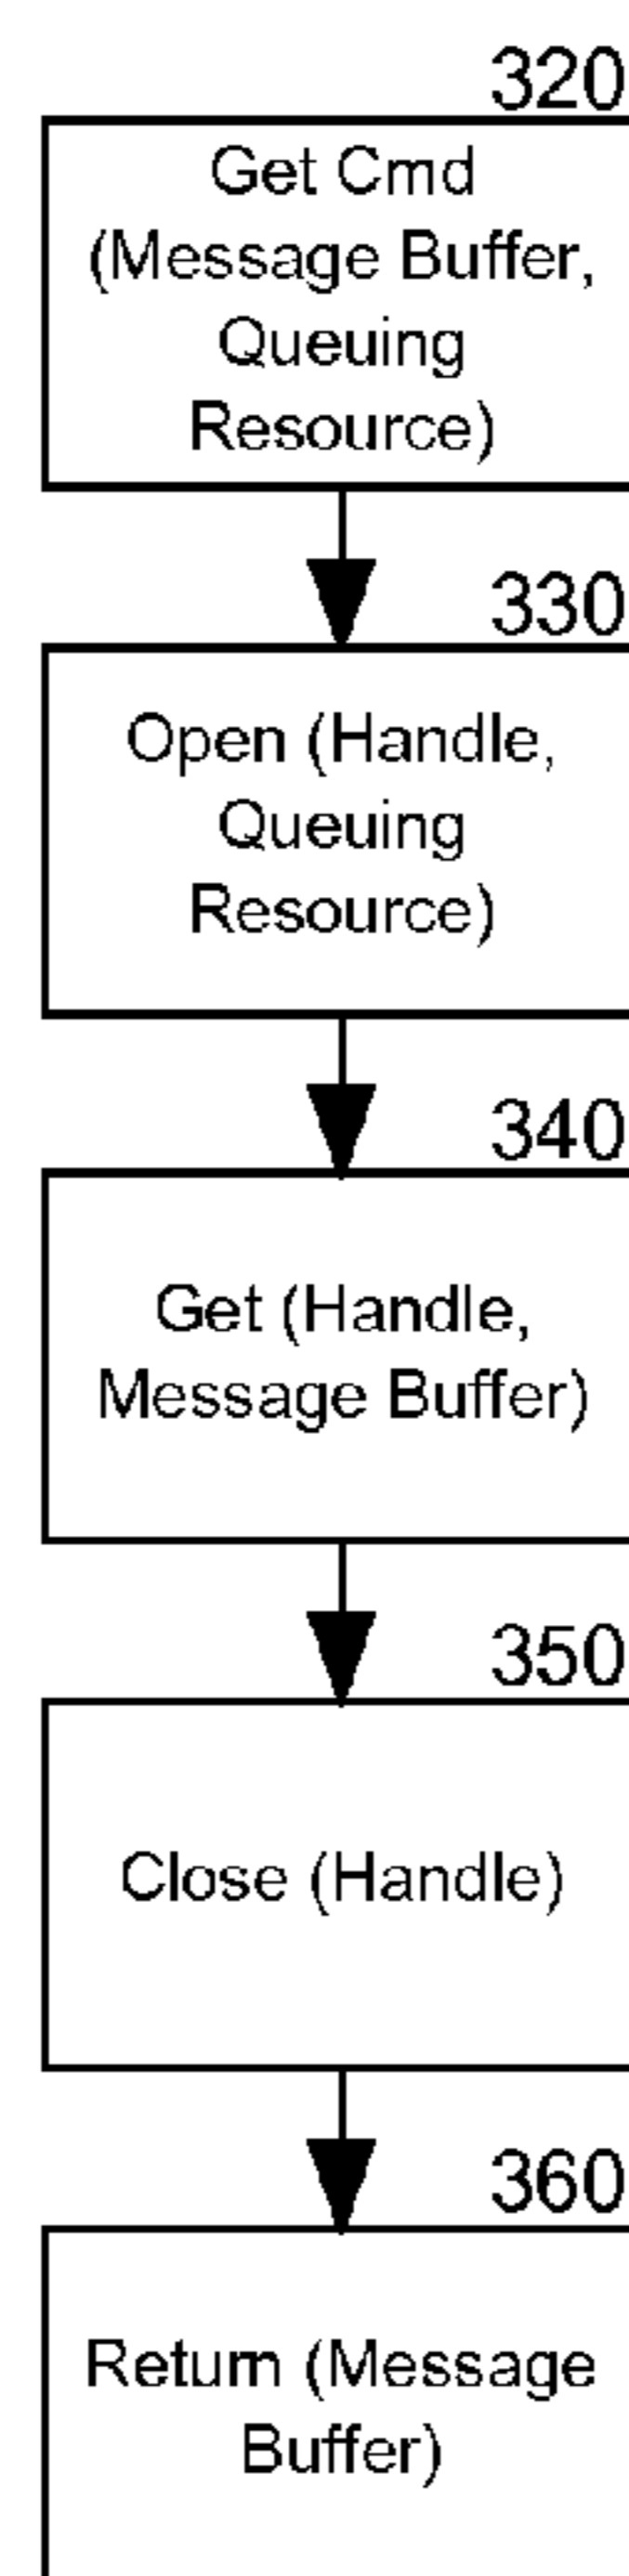 320
Get Cmd
(Message Buffer,
Queuing
Resource)
330
Open (Handle,
Queuing
Resource)
340
Get (Handle,
Message Buffer)
350
Close (Handle)
360
Return (Message
Buffer)